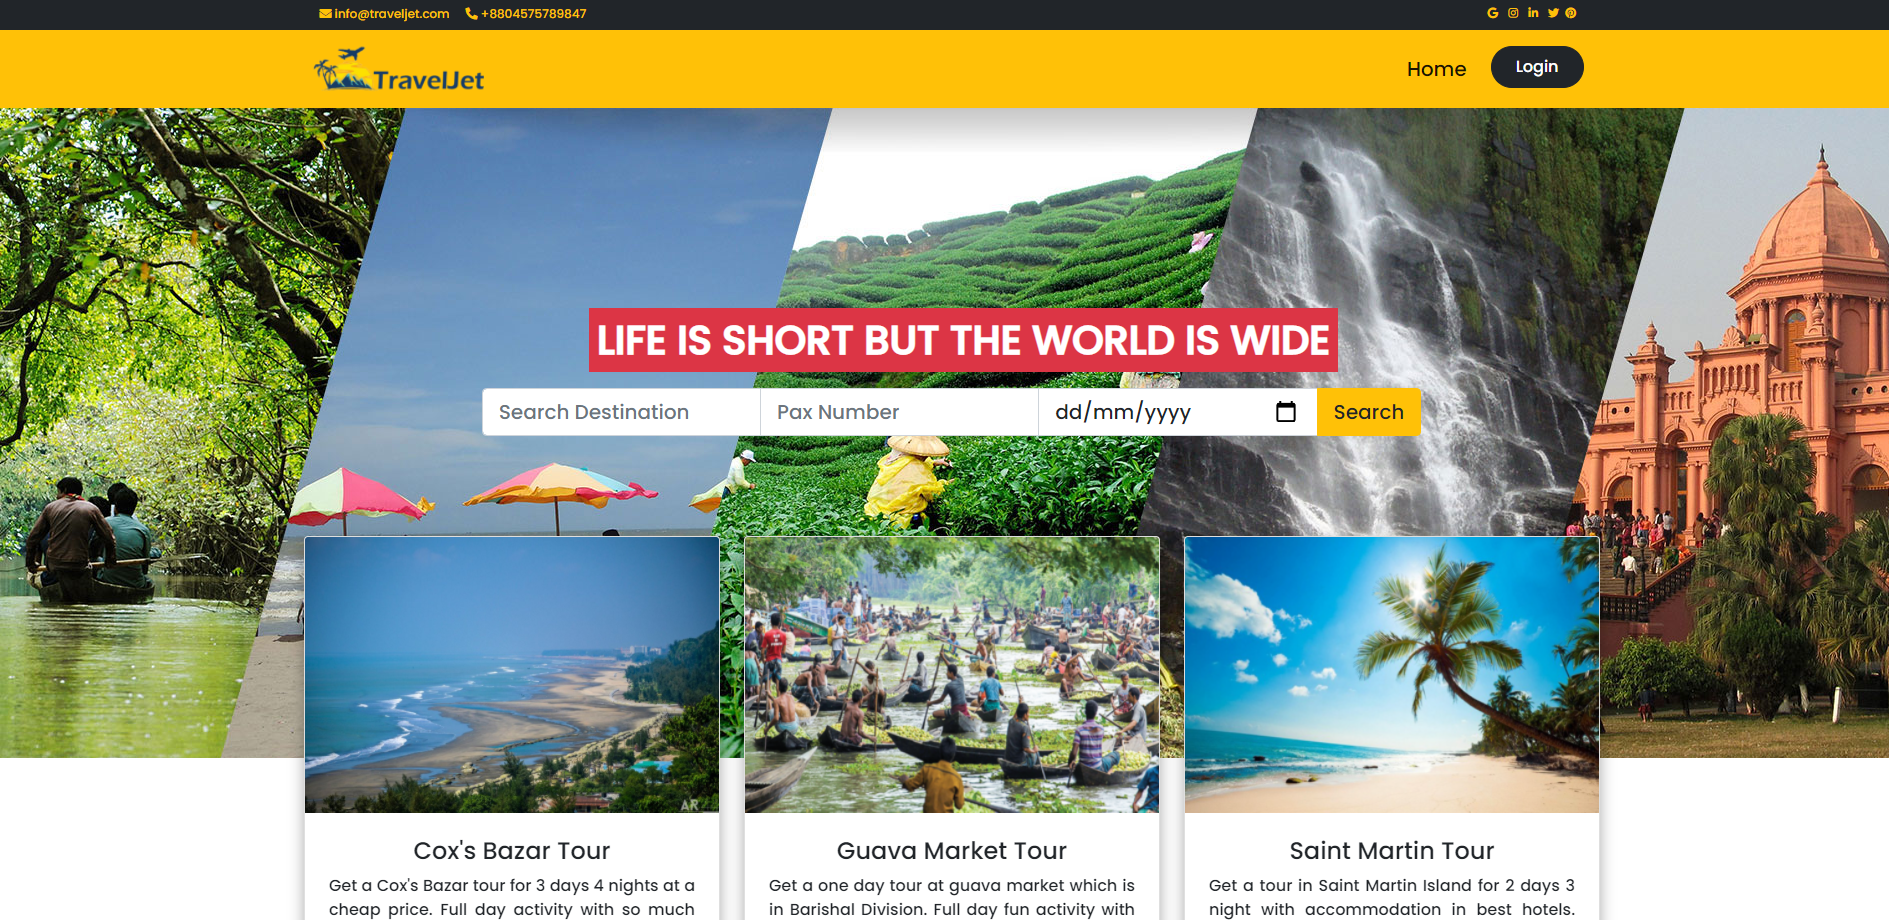 info@traveljet.com +8804575789847
TravelJet
Home
Login
LIFE IS SHORT BUT THE WORLD IS WIDE
Search Destination
Pax Number
dd/mm/yyyy
Search
AR
Cox's Bazar Tour
Get a Cox's Bazar tour for 3 days 4 nights at a
cheap price. Full day activity with so much
Guava Market Tour
Get a one day tour at guava market which is
in Barishal Division. Full day fun activity with
Saint Martin Tour
Get a tour in Saint Martin Island for 2 days 3
night with accommodation in best hotels.